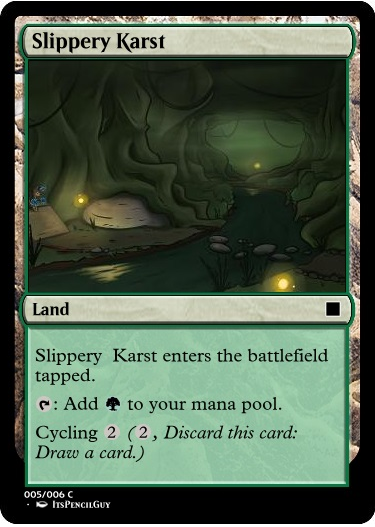 Slippery Karst
Land
Slippery  Karst enters the battlefield
tapped.
: Add to your mana pool.
Cycling 2 (2, Discard this card:
Draw a card.)
005/006 C
· ItsPencilGuy